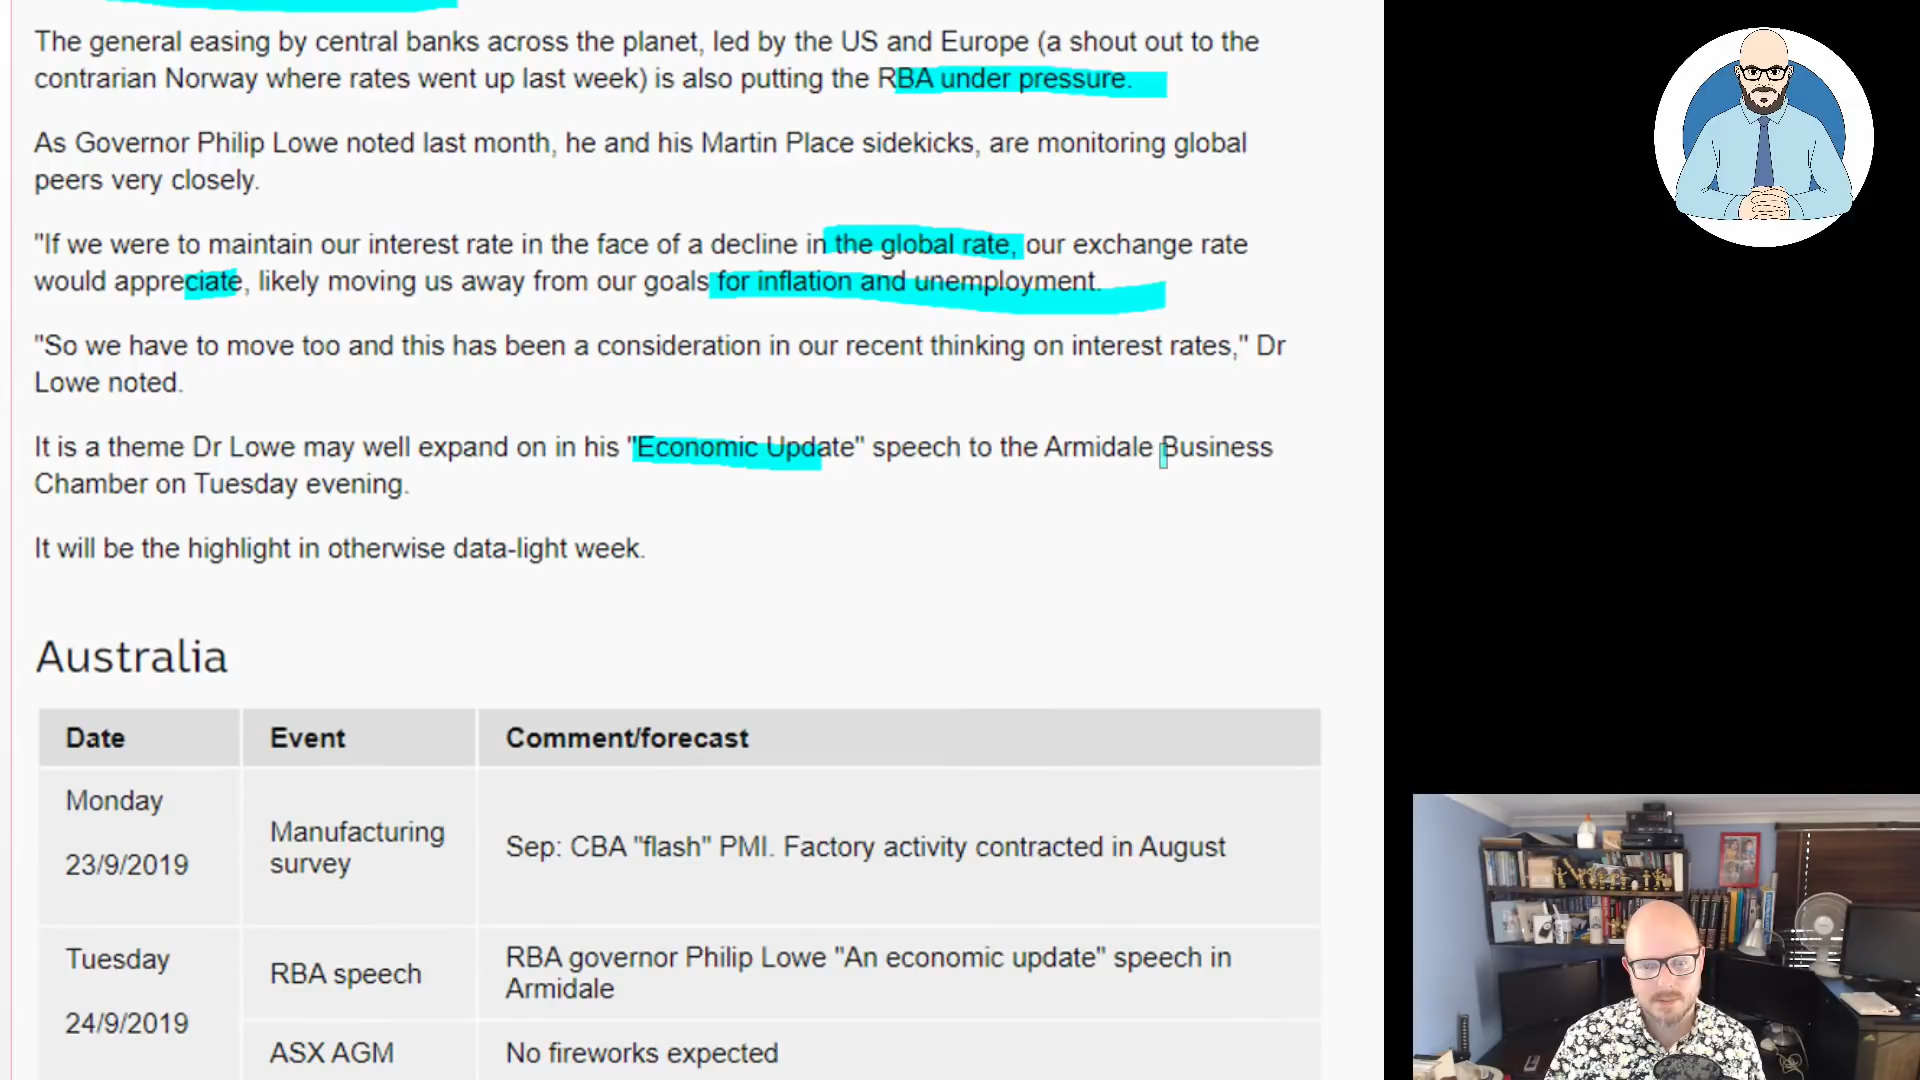 The general easing by central banks across the planet, led by the US and Europe (a shout out to the
contrarian Norway where rates went up last week) is also putting the RBA under pressure.
As Governor Philip Lowe noted last month, he and his Martin Place sidekicks, are monitoring global
peers very closely.
"If we were to maintain our interest rate in the face of a decline in the global rate, our exchange rate
would appreciate, likely moving us away from our goals for inflation and unemployment.
"So we have to move too and this has been a consideration in our recent thinking on interest rates," Dr
Lowe noted.
It is a theme Dr Lowe may well expand on in his "Economic Update" speech to the Armidale Business
Chamber on Tuesday evening.
It will be the highlight in otherwise data-light week.
Australia
Date Event Comment/forecast
Monday
23/9/2019
Manufacturing
survey
Sep: CBA "flash" PMI. Factory activity contracted in August
Tuesday
24/9/2019
RBA speech
RBA governor Philip Lowe "An economic update" speech in
Armidale
ASX AGM
No fireworks expected